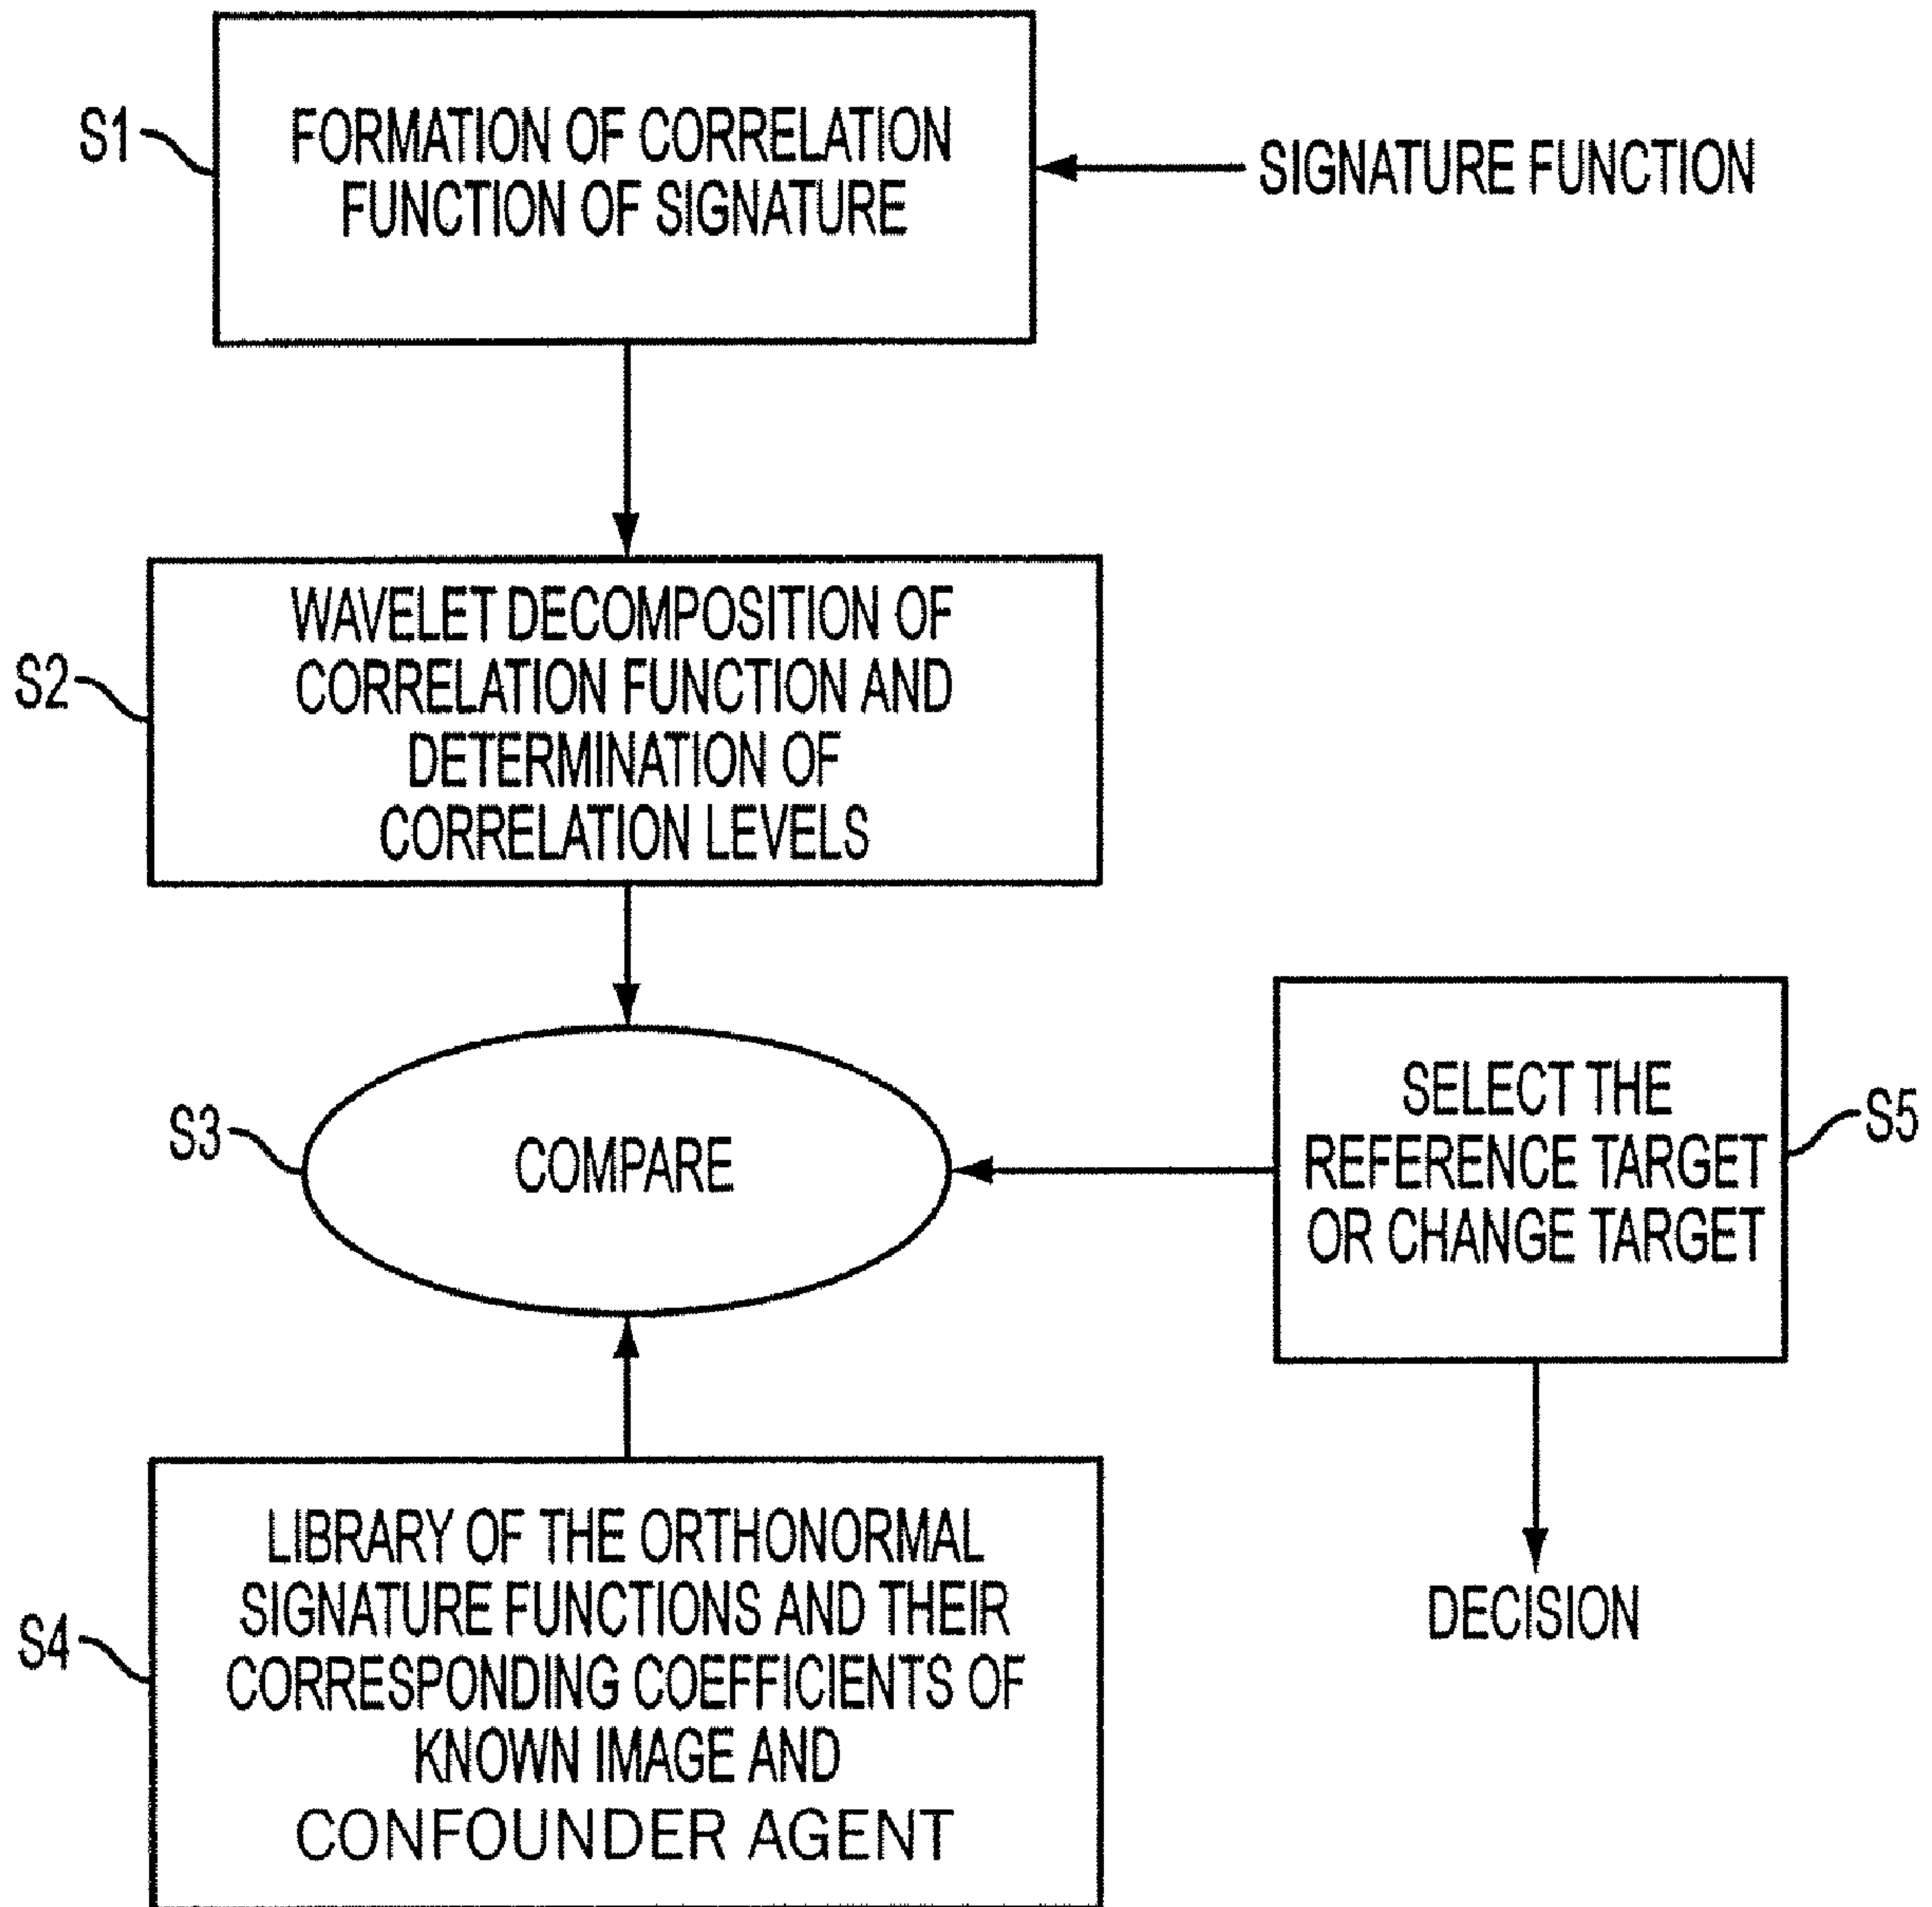 S1
FORMATION OF CORRELATION
FUNCTION OF SIGNATURE
SIGNATURE FUNCTION
S2
WAVELET DECOMPOSITION OF
CORRELATION FUNCTION AND
DETERMINATION OF
CORRELATION LEVELS
S3
COMPARE
SELECT THE
REFERENCE TARGET
OR CHANGE TARGET
S5
S4
LIBRARY OF THE ORTHONORMAL
SIGNATURE FUNCTIONS AND THEIR
CORRESPONDING COEFFICIENTS OF
KNOWN IMAGE AND
CONFOUNDER AGENT
DECISION